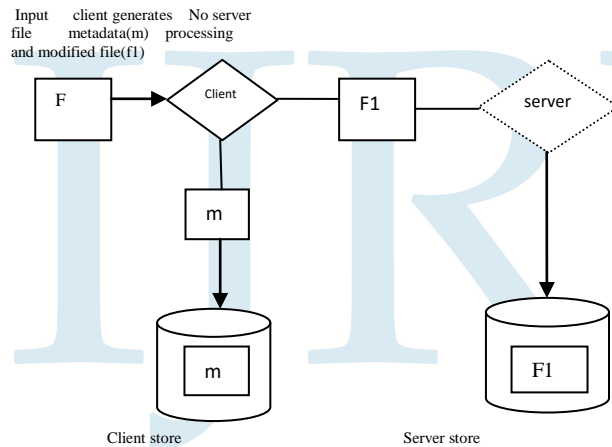 Input client generates No server
file metadata(m) processing
and modified file(f1)
F
Client
F1
server
m
m
F1
Client store
Server store
IJR